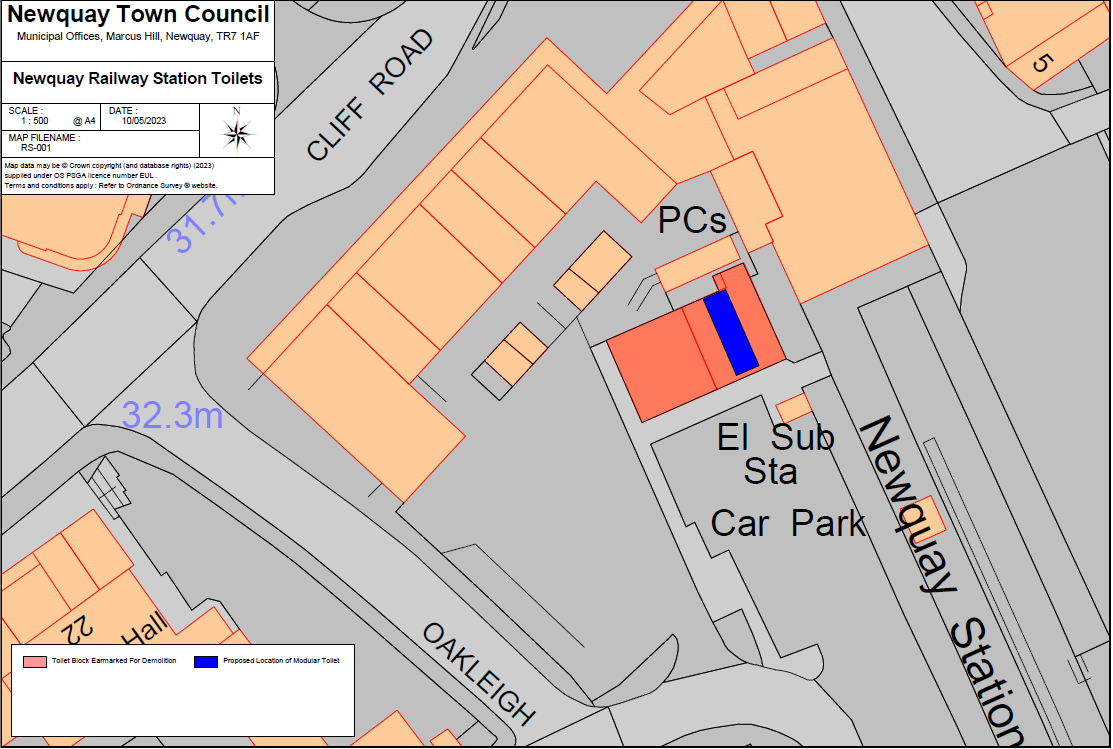 Newquay Town Council
Municipal Offices, Marcus Hill, Newquay, TR7 1AF
Newquay Railway Station Toilets
SCALE :
1 : 500 @ A4
DATE :
10/05/2023
N
MAP FILENAME :
RS-001
Map data may be © Crown copyright (and database rights) (2023)
supplied under OS PSGA licence number EUL .
Terms and conditions apply : Refer to Ordnance Survey ® website.
CLIFF ROAD
5
31.7
PCs
32.3m
El Sub
Sta
Car Park
Newquay Station
22
Hall
OAKLEIGH
Toilet Block Earmarked For Demolition
Proposed Location of Modular Toilet